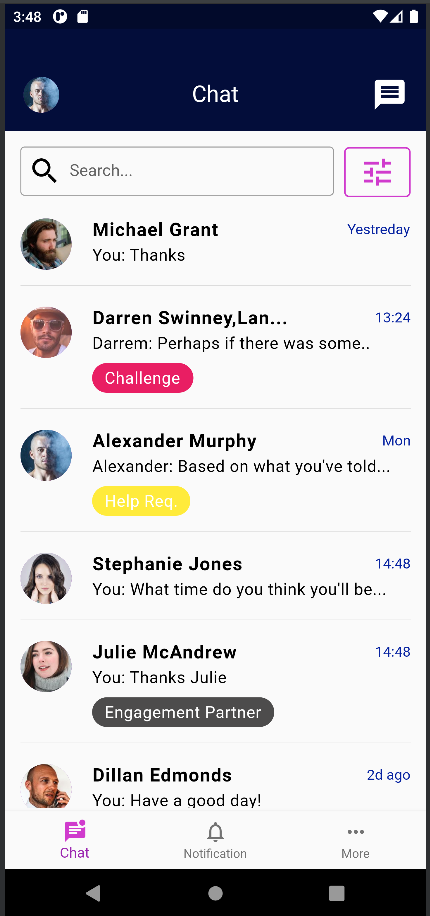 3:48
Chat
Search...
Michael Grant
Yestreday
You: Thanks
Darren Swinney,Lan...
13:24
Darrem: Perhaps if there was some..
Challenge
Alexander Murphy
Mon
Alexander: Based on what you've told...
Help Req.
Stephanie Jones
14:48
You: What time do you think you'll be...
Julie McAndrew
14:48
You: Thanks Julie
Engagement Partner
Dillan Edmonds
2d ago
You: Have a good day!
Chat
Notification
More